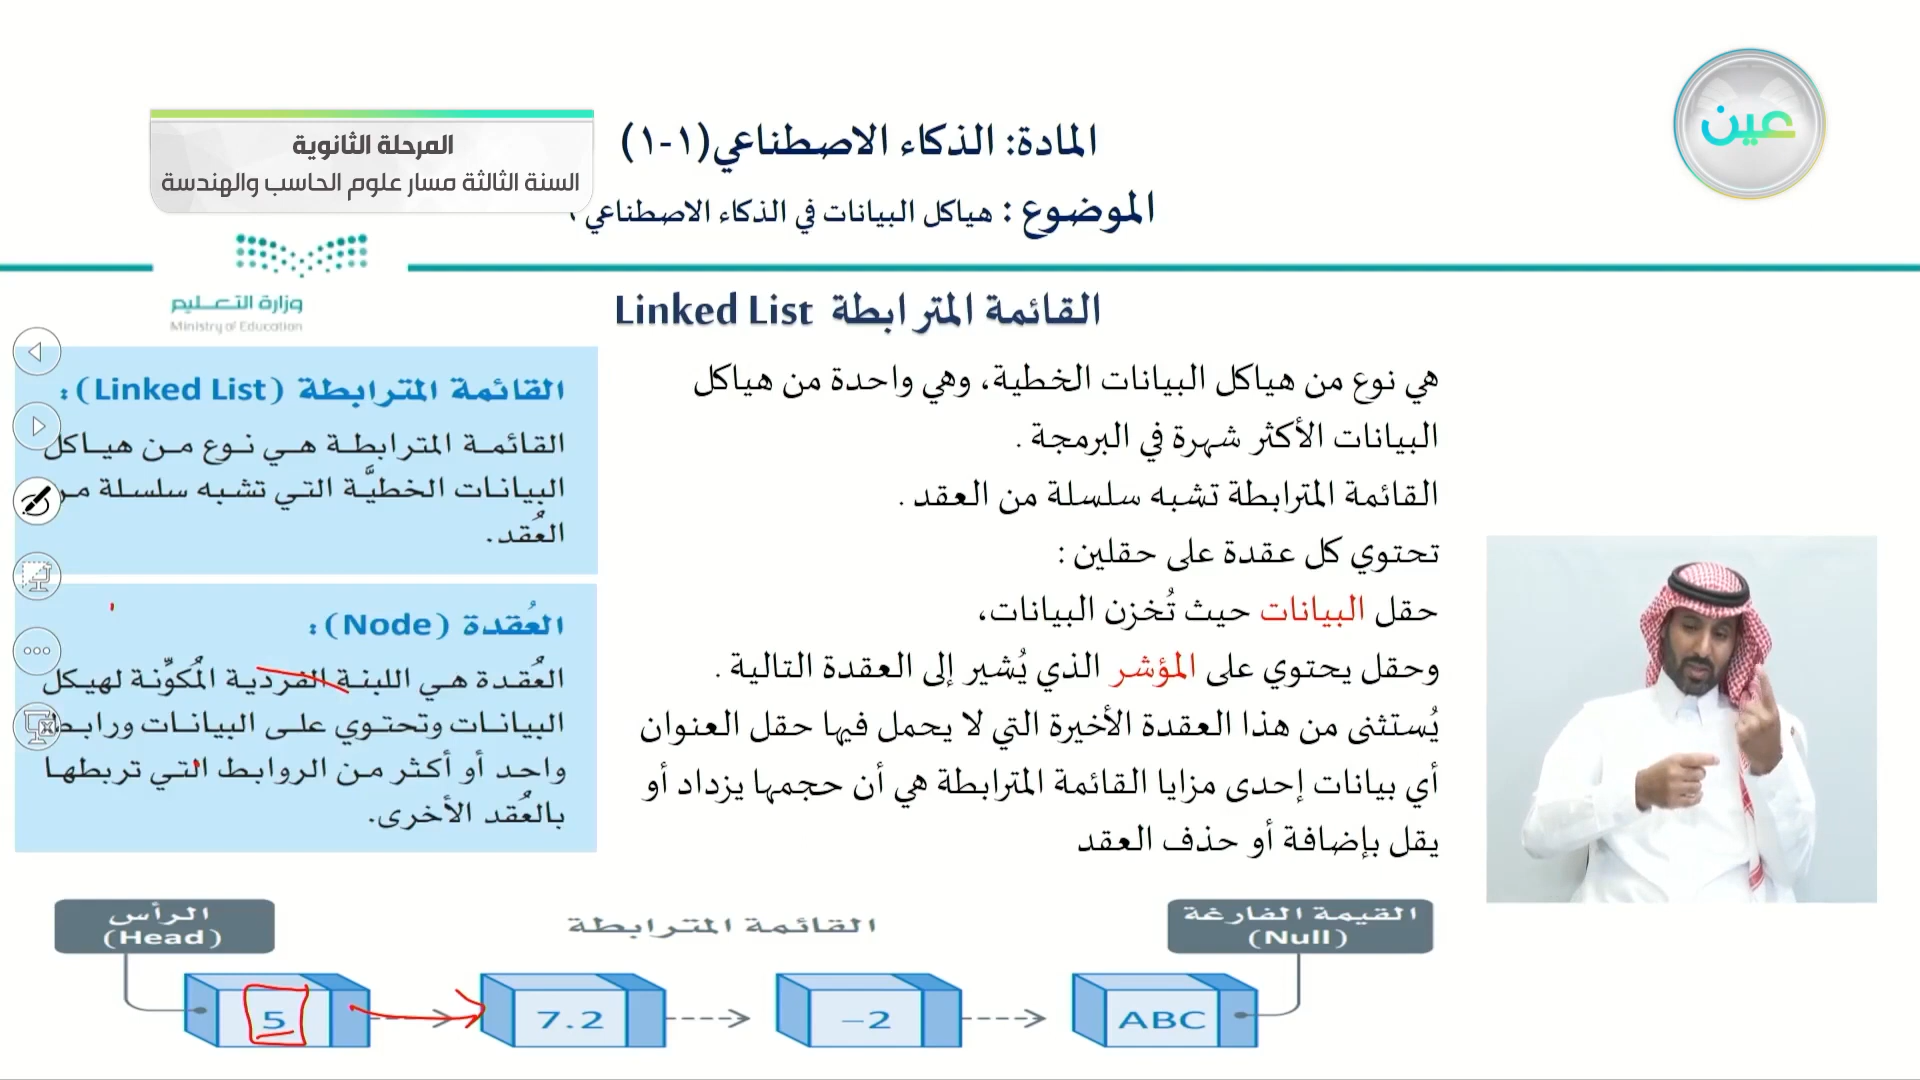 عين
المرحلة الثانوية
السنة الثالثة مسار علوم الحاسب والهندسة
المادة: الذكاء الاصطناعي(١-١)
الموضوع : هياكل البيانات في الذكاء الاصطناعي
وزارة التعليم
Ministry of Education
القائمة المترابطة Linked List
هي نوع من هياكل البيانات الخطية، وهي واحدة من هياكل
البيانات الأكثر شهرة في البرمجة .
القائمة المترابطة تشبه سلسلة من العقد .
تحتوي كل عقدة على حقلين :
حقل البيانات حيث تُخزن البيانات،
وحقل يحتوي على المؤشر الذي يُشير إلى العقدة التالية .
يُستثنى من هذا العقدة الأخيرة التي لا يحمل فيها حقل العنوان
أي بيانات إحدى مزايا القائمة المترابطة هي أن حجمها يزداد أو
يقل بإضافة أو حذف العقد
القائمة المترابطة (Linked List):
القائمة المترابطة هي نوع من هياكل
البيانات الخطيَّة التي تشبه سلسلة من
العُقد.
العُقدة (Node):
العُقدة هي اللبنة الفردية المُكوِّنة لهيكل
البيانات وتحتوي على البيانات ورابط
واحد أو أكثر من الروابط التي تربطها
بالعُقد الأخرى.
الرأس
(Head)
القائمة المترابطة
القيمة الفارغة
(Null)
5
7.2
−2
ABC